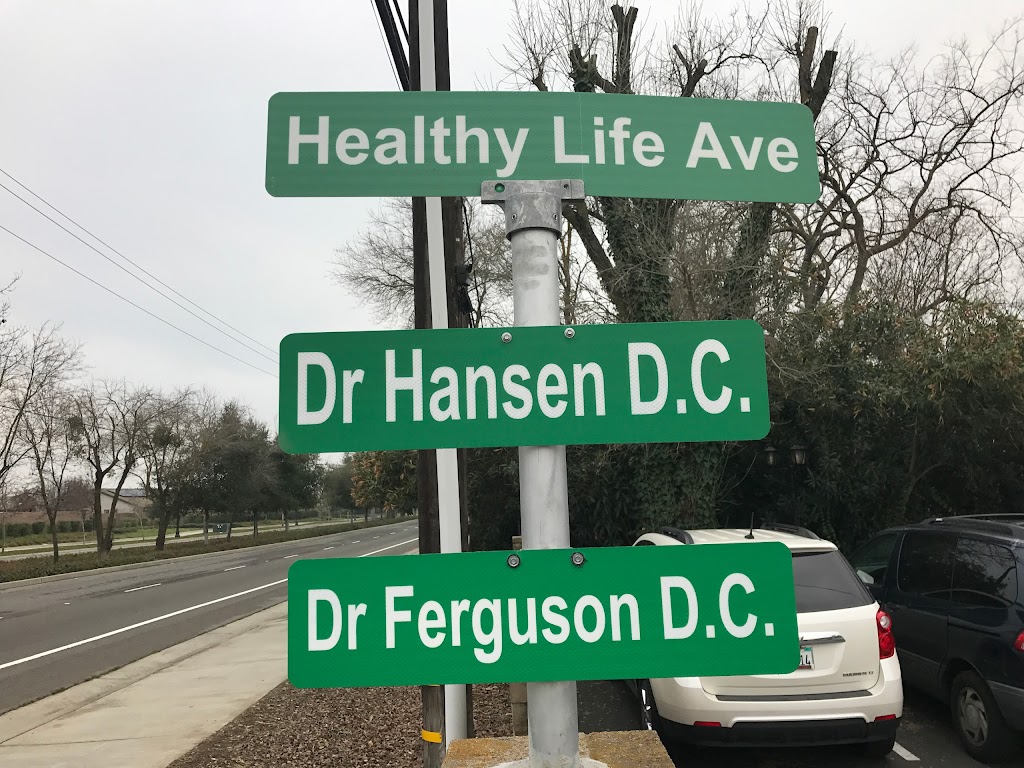 Healthy Life Ave
Dr Hansen D.C.
Dr Ferguson D.C.